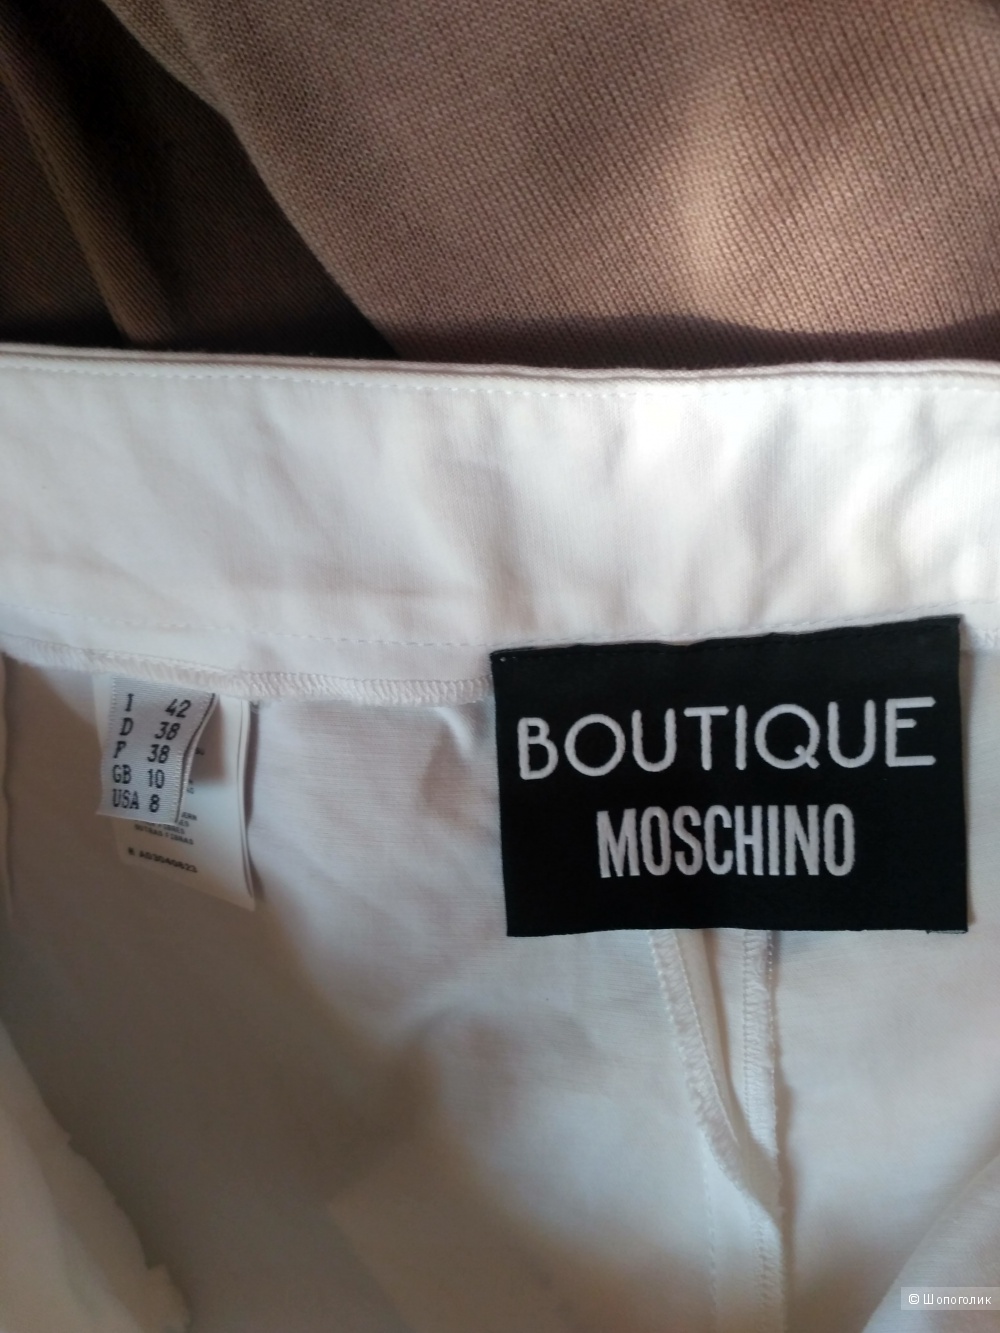 I 42
D 38
F 38
GB 10
USA 8
BOUTIQUE
MOSCHINO
© Шопоголик